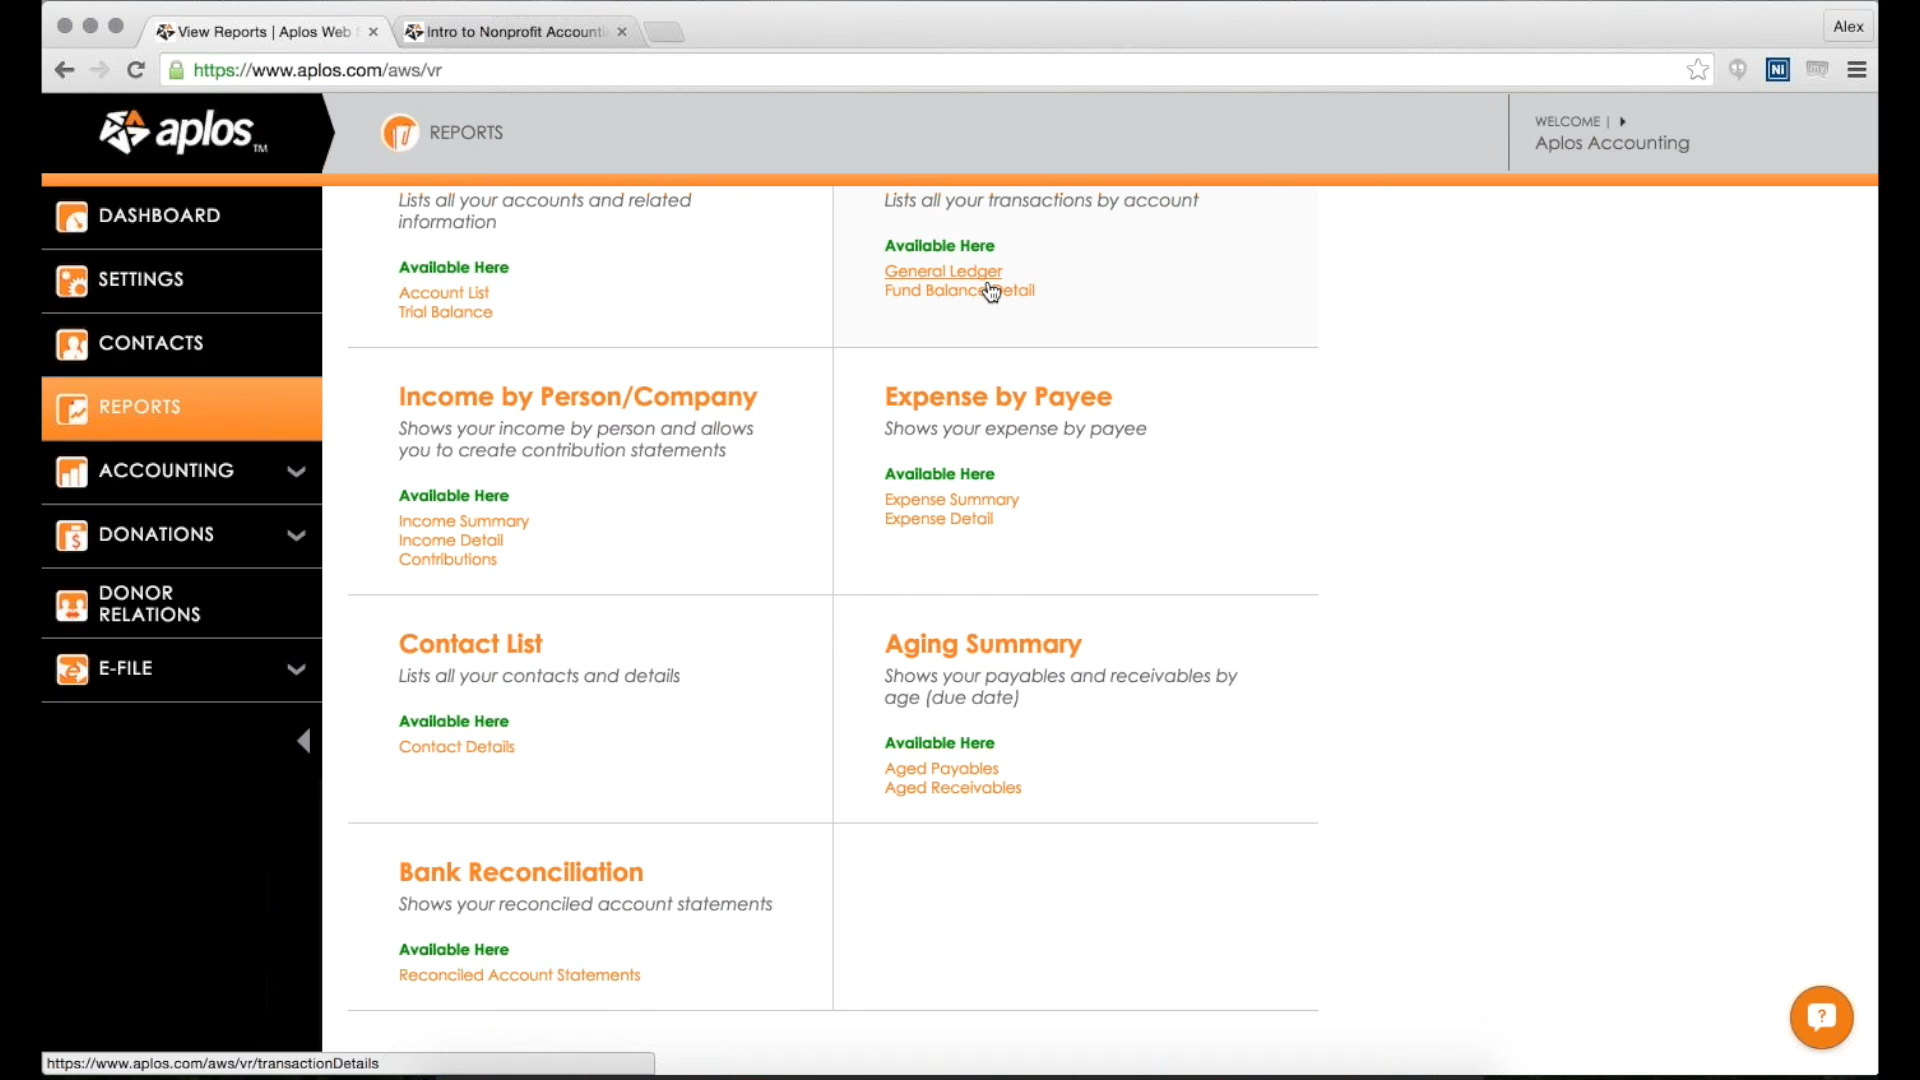 View Reports | Aplos Web
Intro to Nonprofit Accounti
Alex
https://www.aplos.com/aws/vr
Ni
my
aplos™
REPORTS
WELCOME |
Aplos Accounting
DASHBOARD
SETTINGS
CONTACTS
REPORTS
ACCOUNTING
DONATIONS
DONOR
RELATIONS
E-FILE
Lists all your accounts and related
information
Available Here
Account List
Trial Balance
Lists all your transactions by account
Available Here
General Ledger
Fund Balance Detail
Income by Person/Company
Shows your income by person and allows
you to create contribution statements
Available Here
Income Summary
Income Detail
Contributions
Expense by Payee
Shows your expense by payee
Available Here
Expense Summary
Expense Detail
Contact List
Lists all your contacts and details
Available Here
Contact Details
Aging Summary
Shows your payables and receivables by
age (due date)
Available Here
Aged Payables
Aged Receivables
Bank Reconciliation
Shows your reconciled account statements
Available Here
Reconciled Account Statements
?
https://www.aplos.com/aws/vr/transactionDetails